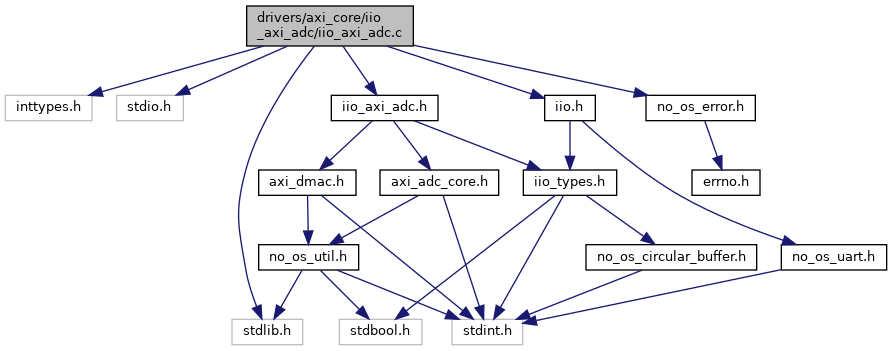 drivers/axi_core/iio
_axi_adc/iio_axi_adc.c
inttypes.h
stdio.h
iio_axi_adc.h
iio.h
no_os_error.h
axi_dmac.h
axi_adc_core.h
iio_types.h
errno.h
no_os_util.h
no_os_circular_buffer.h
no_os_uart.h
stdlib.h
stdbool.h
stdint.h